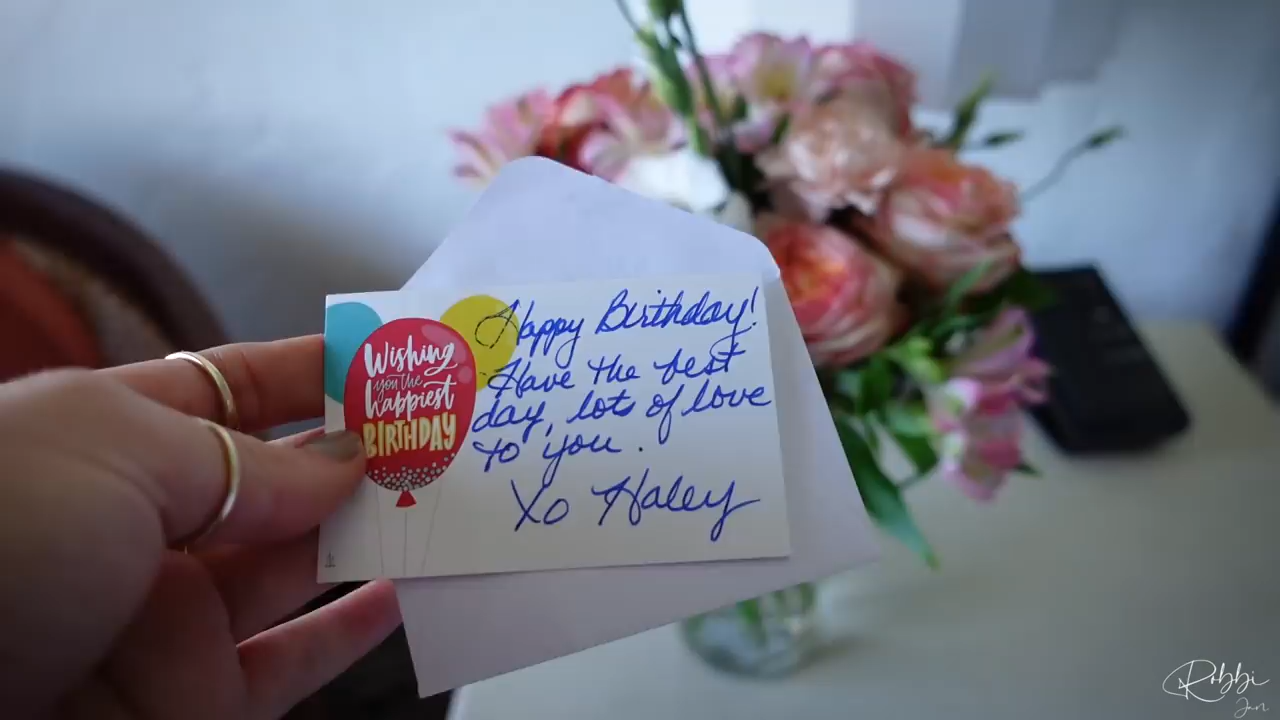 Wishing
you the
happiest
BIRTHDAY
Happy Birthday!
Have the best
day, lots of love
to you.
Xo Haley
Robbi
Jan